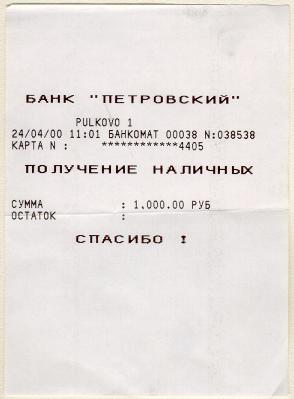 БАНК "ПЕТРОВСКИЙ"
PULKOVO 1
24/04/00 11:01 БАНКОМАТ 00038 N:038538
КАРТА N : ************4405
ПОЛУЧЕНИЕ НАЛИЧНЫХ
СУММА : 1,000.00 РУБ
ОСТАТОК :
СПАСИБО !